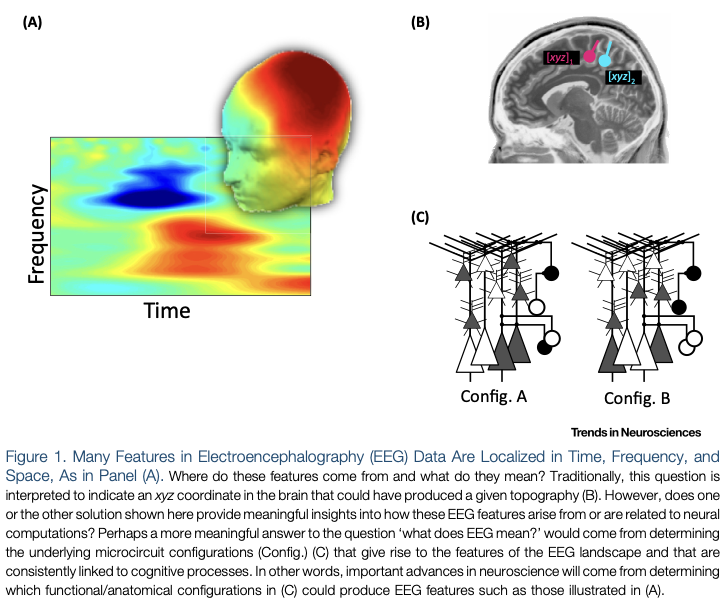 (A)
(B)
[xyz]1
[xyz]2
Frequency
Time
(C)
Config. A
Config. B
Trends in Neurosciences
Figure 1. Many Features in Electroencephalography (EEG) Data Are Localized in Time, Frequency, and
Space, As in Panel (A). Where do these features come from and what do they mean? Traditionally, this question is
interpreted to indicate an xyz coordinate in the brain that could have produced a given topography (B). However, does one
or the other solution shown here provide meaningful insights into how these EEG features arise from or are related to neural
computations? Perhaps a more meaningful answer to the question ‘what does EEG mean?’ would come from determining
the underlying microcircuit configurations (Config.) (C) that give rise to the features of the EEG landscape and that are
consistently linked to cognitive processes. In other words, important advances in neuroscience will come from determining
which functional/anatomical configurations in (C) could produce EEG features such as those illustrated in (A).